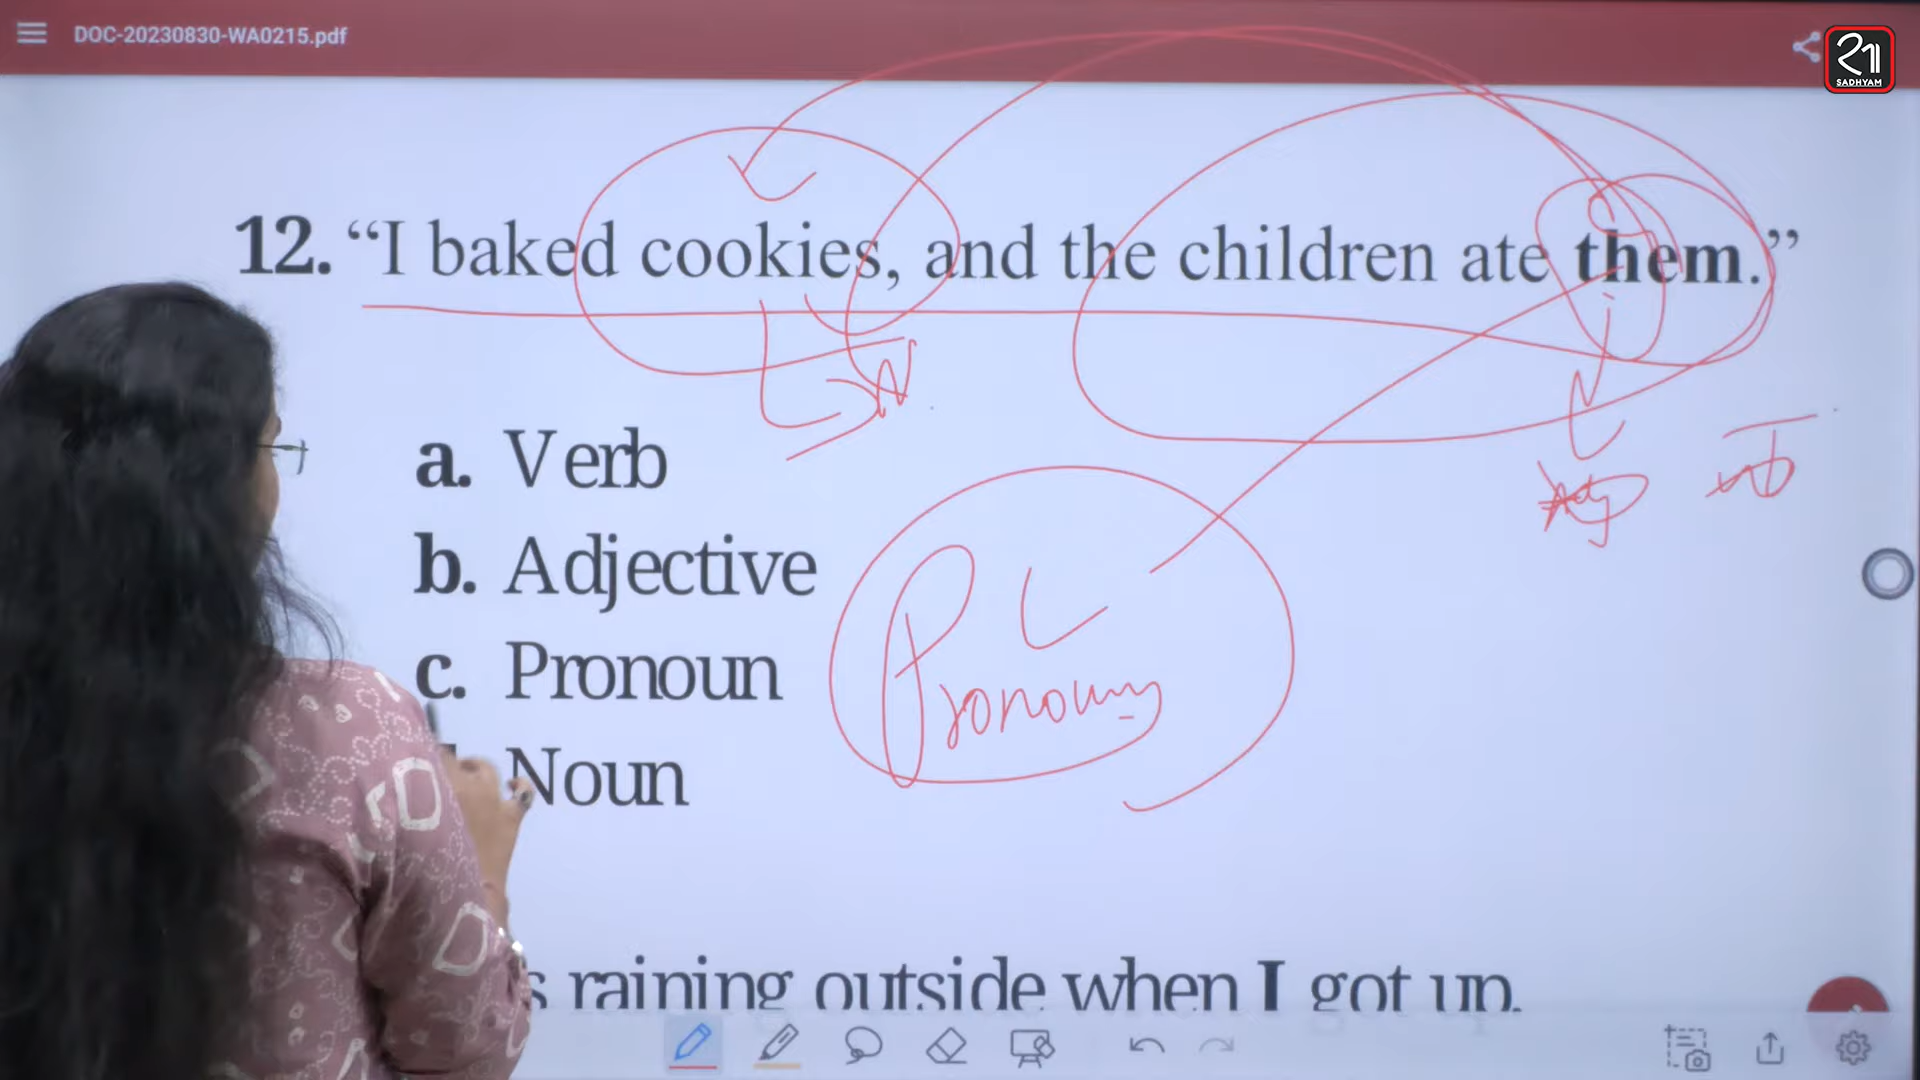 DOC-20230830-WA0215.pdf
21
SADHYAM
12. “I baked cookies, and the children ate them.”
N
a. Verb
b. Adjective
c. Pronoun
Noun
Pronoun
raining outside when I got up.